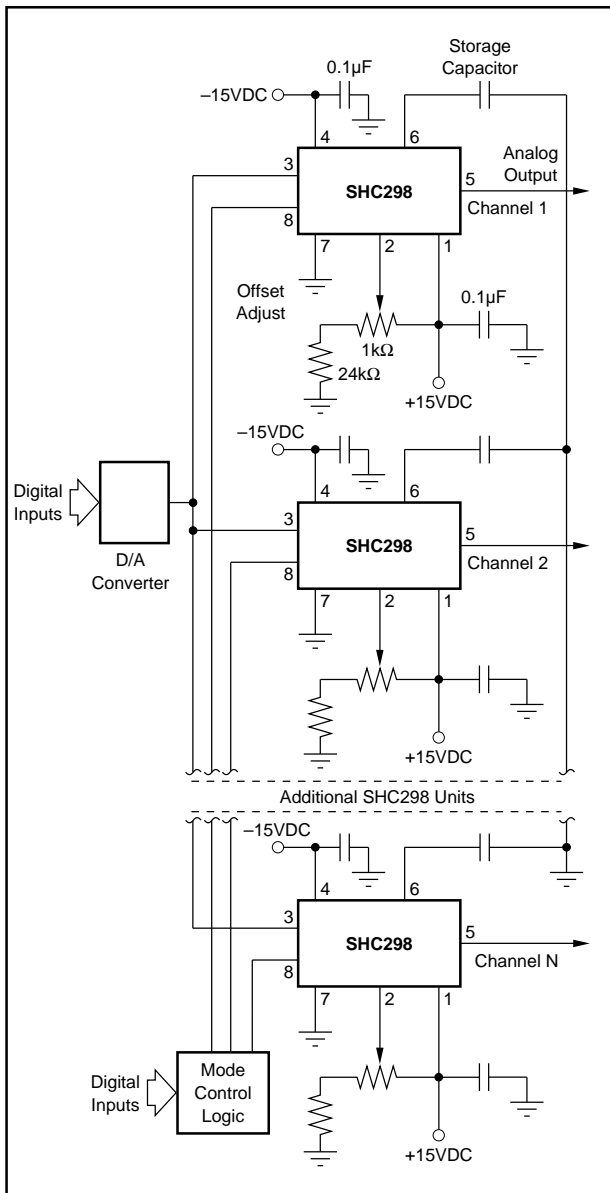 Storage
Capacitor
0.1µF
–15VDC
4
6
3
8
SHC298
5
Analog
Output
Channel 1
7
2
1
Offset
Adjust
0.1µF
1kΩ
24kΩ
+15VDC
–15VDC
4
6
Digital
Inputs
D/A
Converter
3
8
SHC298
5
Channel 2
7
2
1
+15VDC
Additional SHC298 Units
–15VDC
4
6
3
8
SHC298
5
Channel N
7
2
1
Digital
Inputs
Mode
Control
Logic
+15VDC